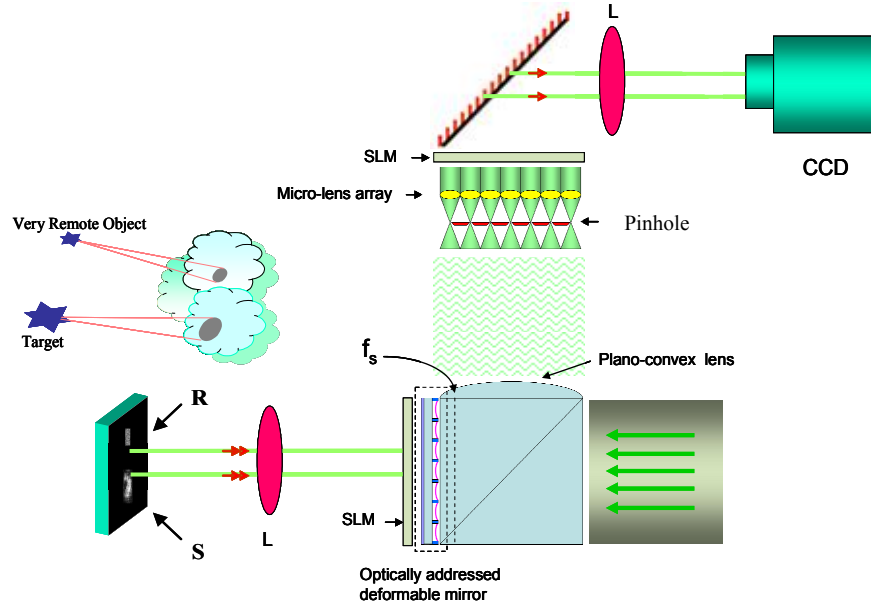 L
SLM
CCD
Micro-lens array
Pinhole
Very Remote Object
Target
fs
Plano-convex lens
R
S
L
SLM
Optically addressed
deformable mirror